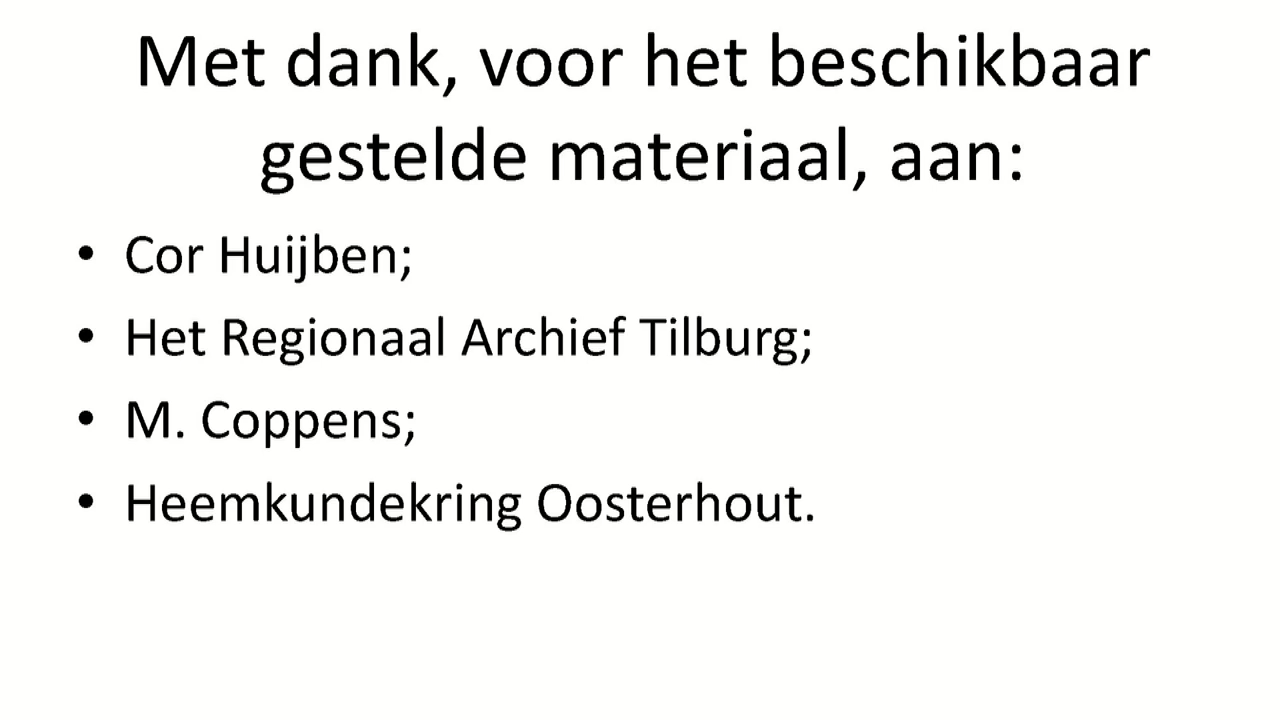 Met dank, voor het beschikbaar
gestelde materiaal, aan:
• Cor Huijben;
• Het Regionaal Archief Tilburg;
• M. Coppens;
• Heemkundekring Oosterhout.